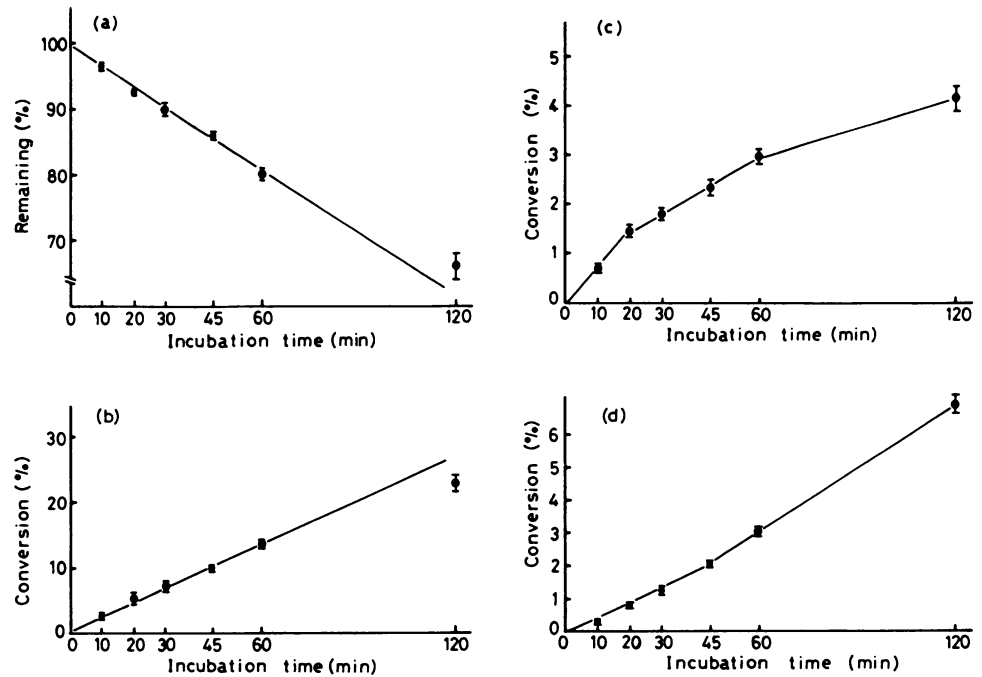 (a)
Remaining (%)
100
90
80
70
0 10 20 30 45 60 120
Incubation time (min)
(b)
Conversion (%)
30
20
10
0
0 10 20 30 45 60 120
Incubation time (min)
(c)
Conversion (%)
5
4
3
2
1
0
0 10 20 30 45 60 120
Incubation time (min)
(d)
Conversion (%)
6
5
4
3
2
1
0
0 10 20 30 45 60 120
Incubation time (min)